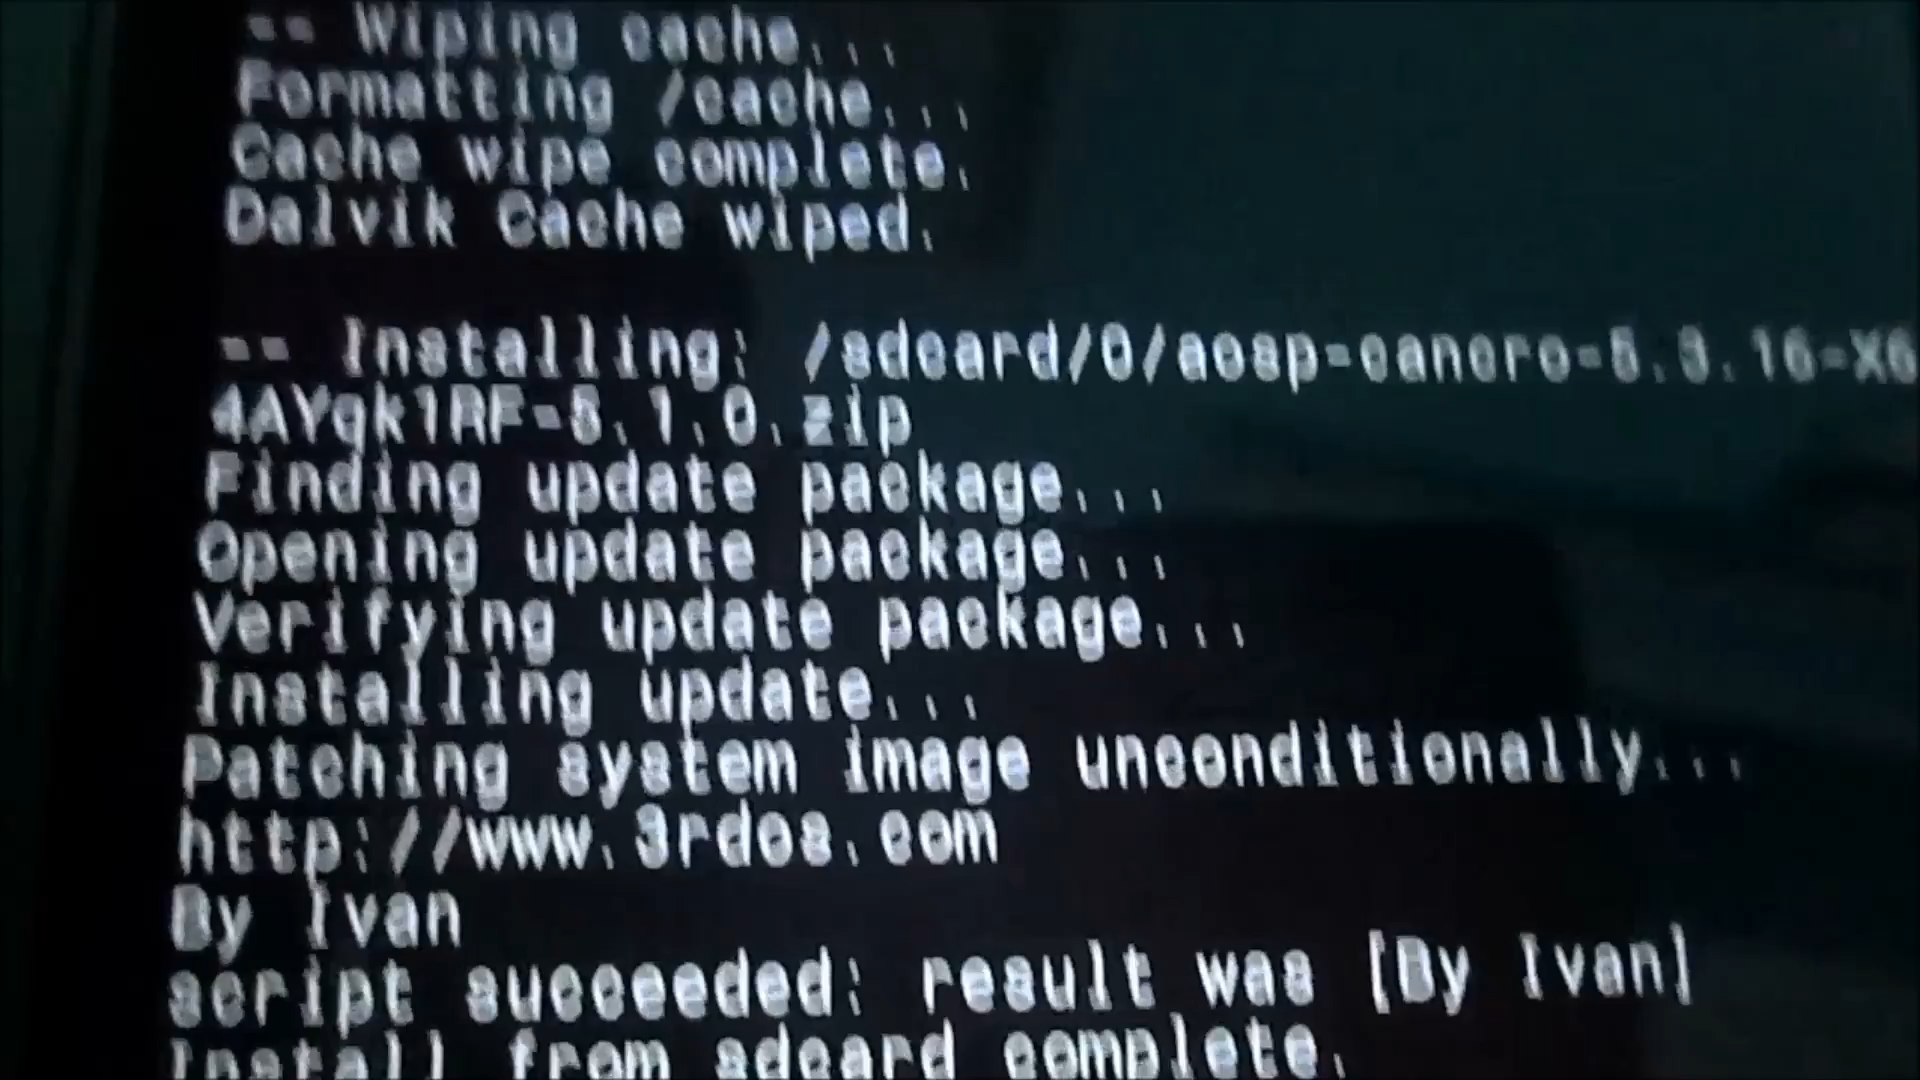 -- Wiping cache...
Formatting /cache...
Cache wipe complete.
Dalvik Cache wiped.
-- Installing: /sdcard/0/aosp-cancro-5.3.16-X6
4AYgk1RF-5.1.0.zip
Finding update package...
Opening update package...
Verifying update package...
Installing update...
Patching system image unconditionally...
http://www.3rdos.com
By Ivan
script succeeded: result was [By Ivan]
Install from sdcard complete.